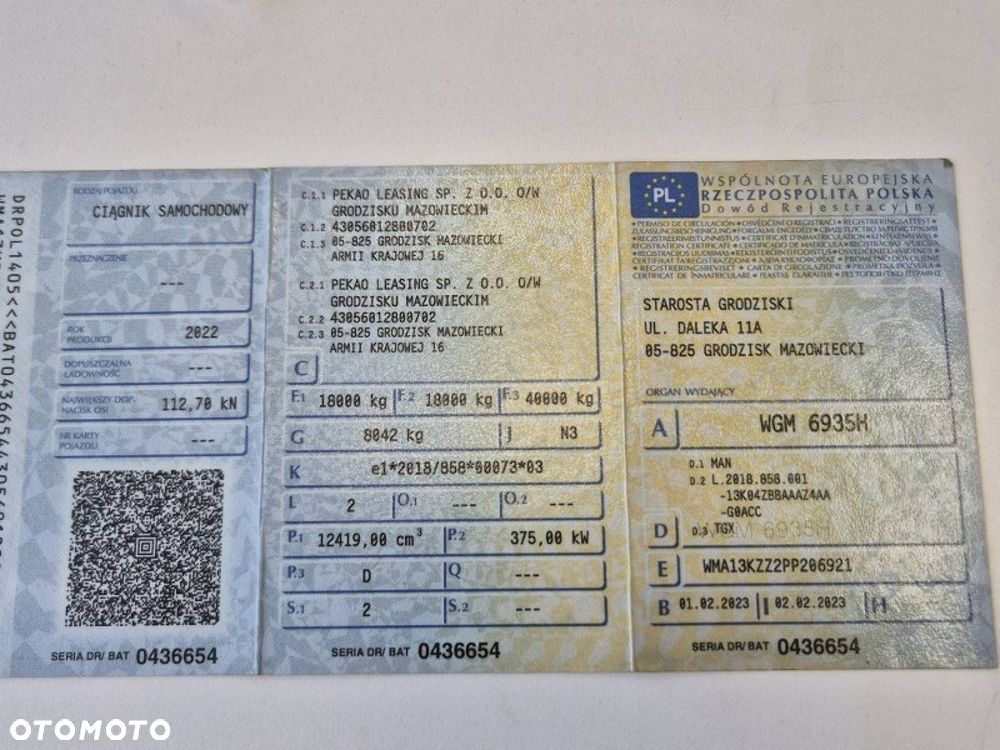 RODZAJ POJAZDU
CIĄGNIK SAMOCHODOWY
PRZEZNACZENIE
---
ROK PRODUKCJI 2022
DOPUSZCZALNA ŁADOWNOŚĆ ---
NAJWIĘKSZY DOP. NACISK OSI 112,70 kN
NR KARTY POJAZDU ---
SERIA DR/ BAT 0436654
C.1.1 PEKAO LEASING SP. Z O.O. O/W
GRODZISKU MAZOWIECKIM
C.1.2 43056012800702
C.1.3 05-825 GRODZISK MAZOWIECKI
ARMII KRAJOWEJ 16
C.2.1 PEKAO LEASING SP. Z O.O. O/W
GRODZISKU MAZOWIECKIM
C.2.2 43056012800702
C.2.3 05-825 GRODZISK MAZOWIECKI
ARMII KRAJOWEJ 16
C
F.1 18000 kg F.2 18000 kg F.3 40000 kg
G 8042 kg J N3
K e1*2018/858*00073*03
L 2 O.1 --- O.2 ---
P.1 12419,00 cm³ P.2 375,00 kW
P.3 D Q ---
S.1 2 S.2 ---
SERIA DR/ BAT 0436654
PL
WSPÓLNOTA EUROPEJSKA
RZECZPOSPOLITA POLSKA
Dowód Rejestracyjny
STAROSTA GRODZISKI
UL. DALEKA 11A
05-825 GRODZISK MAZOWIECKI
ORGAN WYDAJĄCY
A WGM 6935H
D.1 MAN
D.2 L.2018.858.001
-13K04ZBBAAAZ4AA
-G0ACC
D D.3 TGX
E WMA13KZZ2PP206921
B 01.02.2023 I 02.02.2023 H
SERIA DR/ BAT 0436654
OTOMOTO